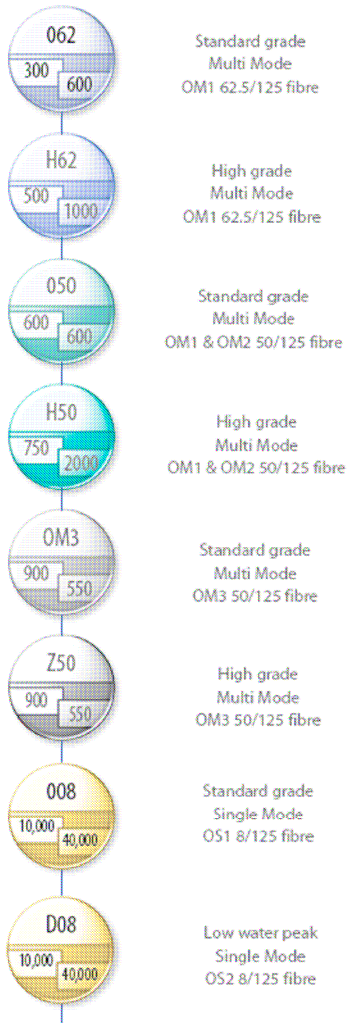 062
300
600
Standard grade
Multi Mode
OM1 62.5/125 fibre
H62
500
1000
High grade
Multi Mode
OM1 62.5/125 fibre
050
600
600
Standard grade
Multi Mode
OM1 & OM2 50/125 fibre
H50
750
2000
High grade
Multi Mode
OM1 & OM2 50/125 fibre
OM3
900
550
Standard grade
Multi Mode
OM3 50/125 fibre
Z50
900
550
High grade
Multi Mode
OM3 50/125 fibre
008
10,000
40,000
Standard grade
Single Mode
OS1 8/125 fibre
D08
10,000
40,000
Low water peak
Single Mode
OS2 8/125 fibre